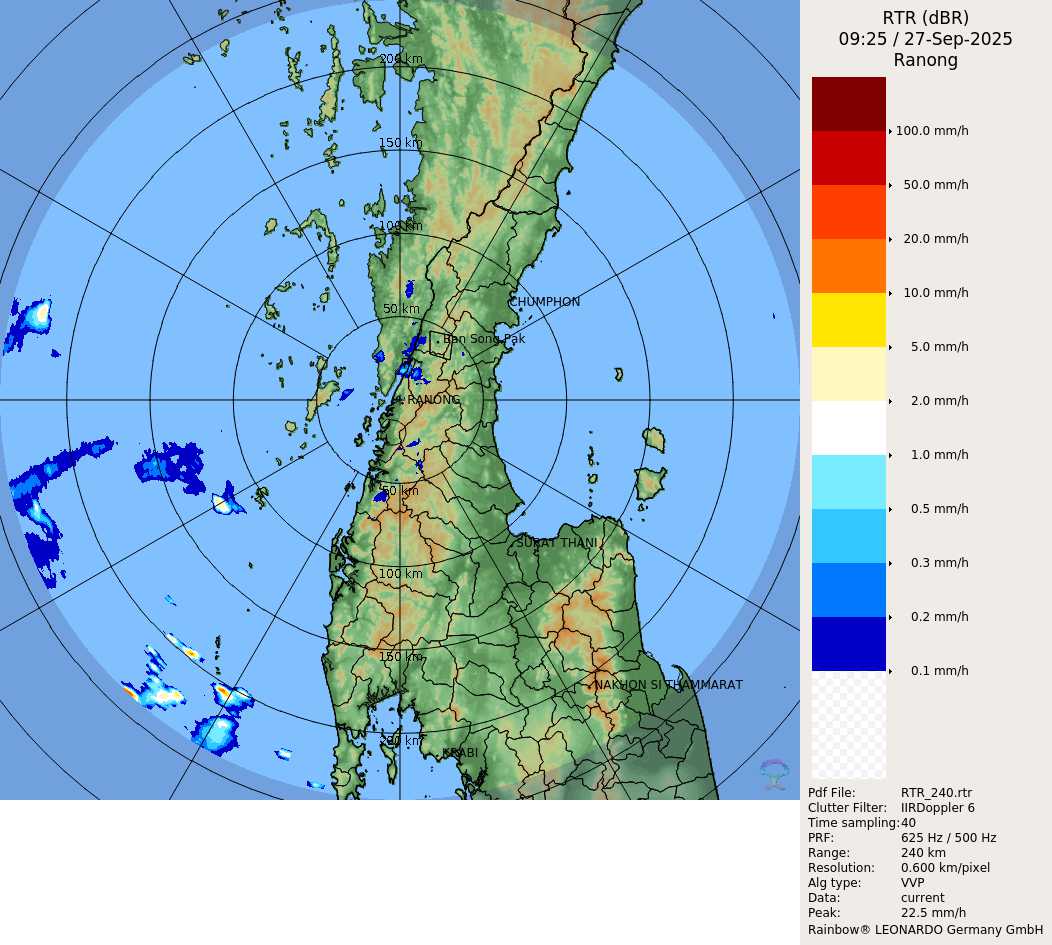 RTR (dBR)
09:25 / 27-Sep-2025
Ranong
200 km
150 km
100 km
50 km
CHUMPHON
Ban Song Pak
RANONG
50 km
SURAT THANI
100 km
150 km
NAKHON SI THAMMARAT
200 km
KRABI
100.0 mm/h
50.0 mm/h
20.0 mm/h
10.0 mm/h
5.0 mm/h
2.0 mm/h
1.0 mm/h
0.5 mm/h
0.3 mm/h
0.2 mm/h
0.1 mm/h
Pdf File: RTR_240.rtr
Clutter Filter: IIRDoppler 6
Time sampling: 40
PRF: 625 Hz / 500 Hz
Range: 240 km
Resolution: 0.600 km/pixel
Alg type: VVP
Data: current
Peak: 22.5 mm/h
Rainbow® LEONARDO Germany GmbH